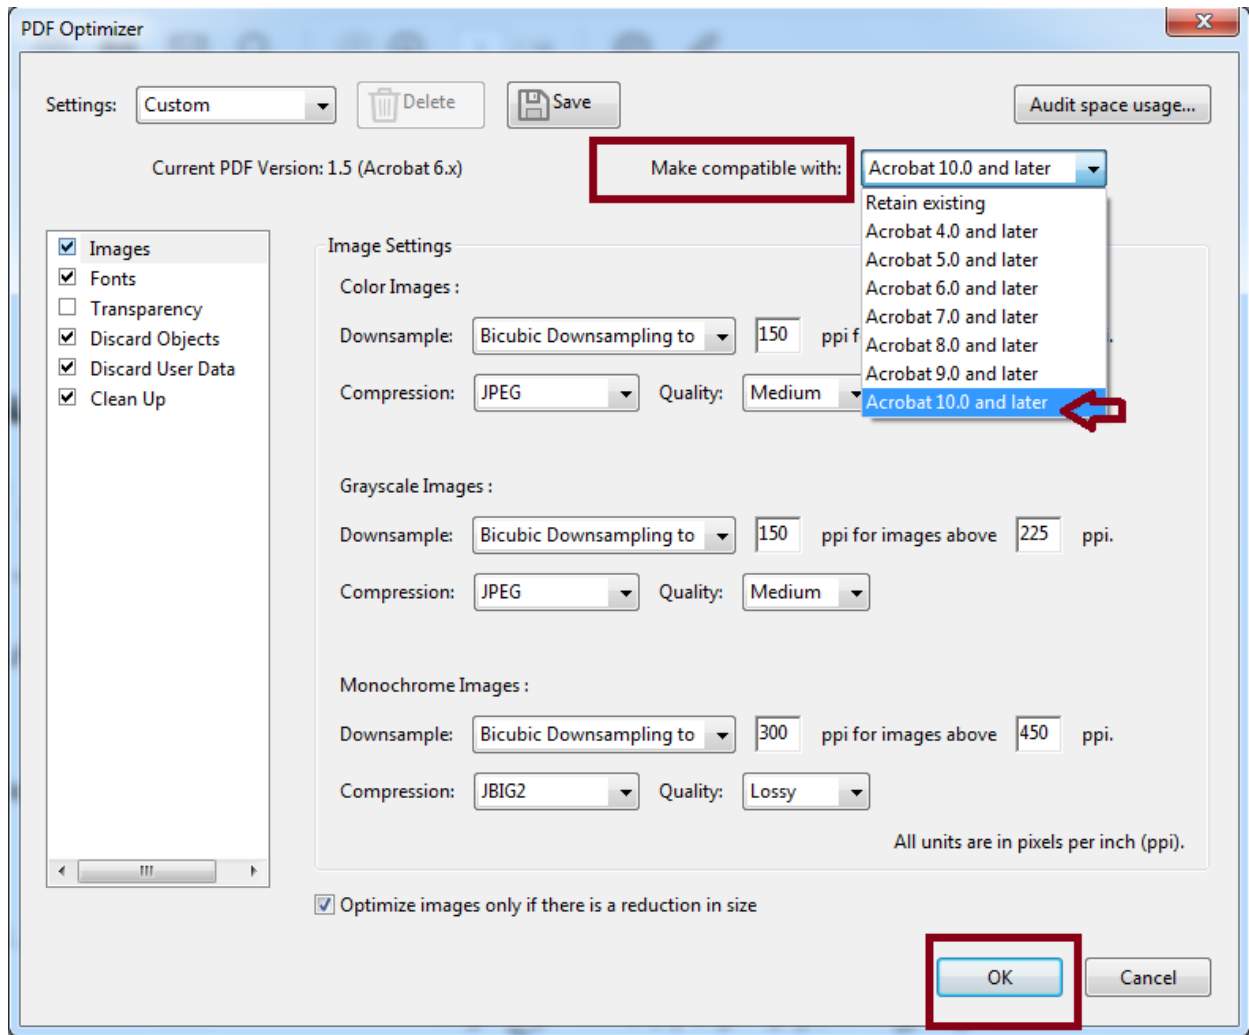 PDF Optimizer
Settings: Custom Delete Save Audit space usage...
Current PDF Version: 1.5 (Acrobat 6.x) Make compatible with: Acrobat 10.0 and later
Retain existing
Acrobat 4.0 and later
Acrobat 5.0 and later
Acrobat 6.0 and later
Acrobat 7.0 and later
Acrobat 8.0 and later
Acrobat 9.0 and later
Acrobat 10.0 and later
Images
Fonts
Transparency
Discard Objects
Discard User Data
Clean Up
Image Settings
Color Images :
Downsample: Bicubic Downsampling to 150 ppi
Compression: JPEG Quality: Medium
Grayscale Images :
Downsample: Bicubic Downsampling to 150 ppi for images above 225 ppi.
Compression: JPEG Quality: Medium
Monochrome Images :
Downsample: Bicubic Downsampling to 300 ppi for images above 450 ppi.
Compression: JBIG2 Quality: Lossy
All units are in pixels per inch (ppi).
Optimize images only if there is a reduction in size
OK Cancel